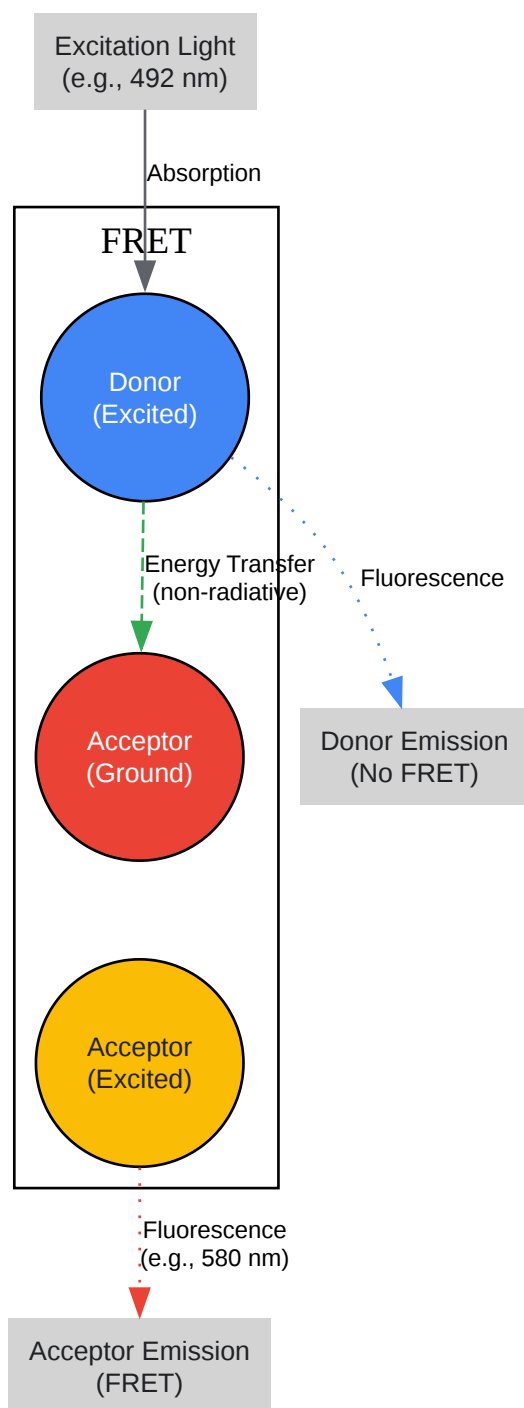 Excitation Light
(e.g., 492 nm)
Absorption
FRET
Donor
(Excited)
Energy Transfer
(non-radiative)
Fluorescence
Acceptor
(Ground)
Donor Emission
(No FRET)
Acceptor
(Excited)
Fluorescence
(e.g., 580 nm)
Acceptor Emission
(FRET)